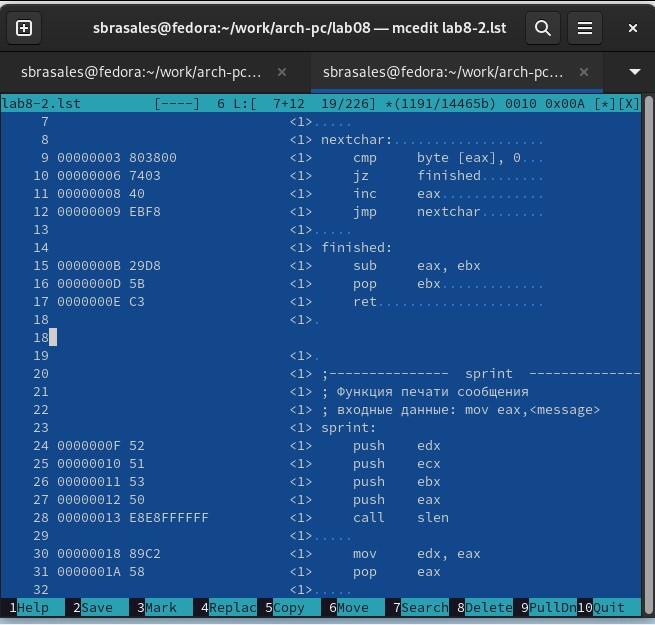 sbrasales@fedora:~/work/arch-pc/lab08 — mcedit lab8-2.lst
sbrasales@fedora:~/work/arch-pc... × sbrasales@fedora:~/work/arch-pc... ×
lab8-2.lst [----] 6 L:[ 7+12 19/226] *(1191/14465b) 0010 0x00A [*][X]
7 <1>.....
8 <1> nextchar:...................
9 00000003 803800 <1> cmp byte [eax], 0...
10 00000006 7403 <1> jz finished........
11 00000008 40 <1> inc eax.............
12 00000009 EBF8 <1> jmp nextchar........
13 <1>.....
14 <1> finished:
15 0000000B 29D8 <1> sub eax, ebx
16 0000000D 5B <1> pop ebx.............
17 0000000E C3 <1> ret.....................
18 <1>.
18
19 <1>.
20 <1> ;--------------- sprint --------------
21 <1> ; Функция печати сообщения
22 <1> ; входные данные: mov eax,<message>
23 <1> sprint:
24 0000000F 52 <1> push edx
25 00000010 51 <1> push ecx
26 00000011 53 <1> push ebx
27 00000012 50 <1> push eax
28 00000013 E8E8FFFFFF <1> call slen
29 <1>.....
30 00000018 89C2 <1> mov edx, eax
31 0000001A 58 <1> pop eax
32 <1>.....
1Help 2Save 3Mark 4Replac 5Copy 6Move 7Search 8Delete 9PullDn 10Quit